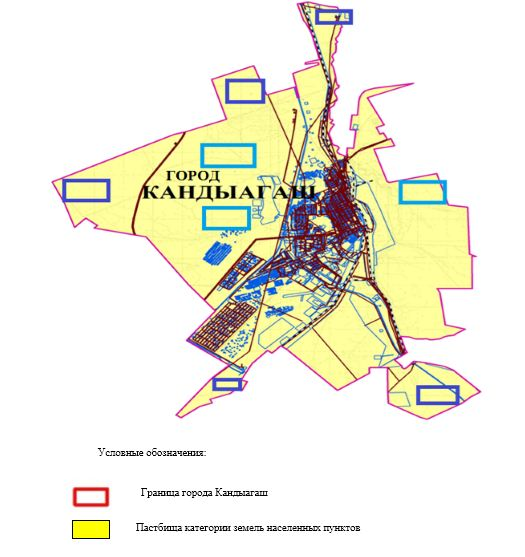 ГОРОД
КАНДЫАГАШ
Условные обозначения:
Граница города Кандыагаш
Пастбища категории земель населенных пунктов